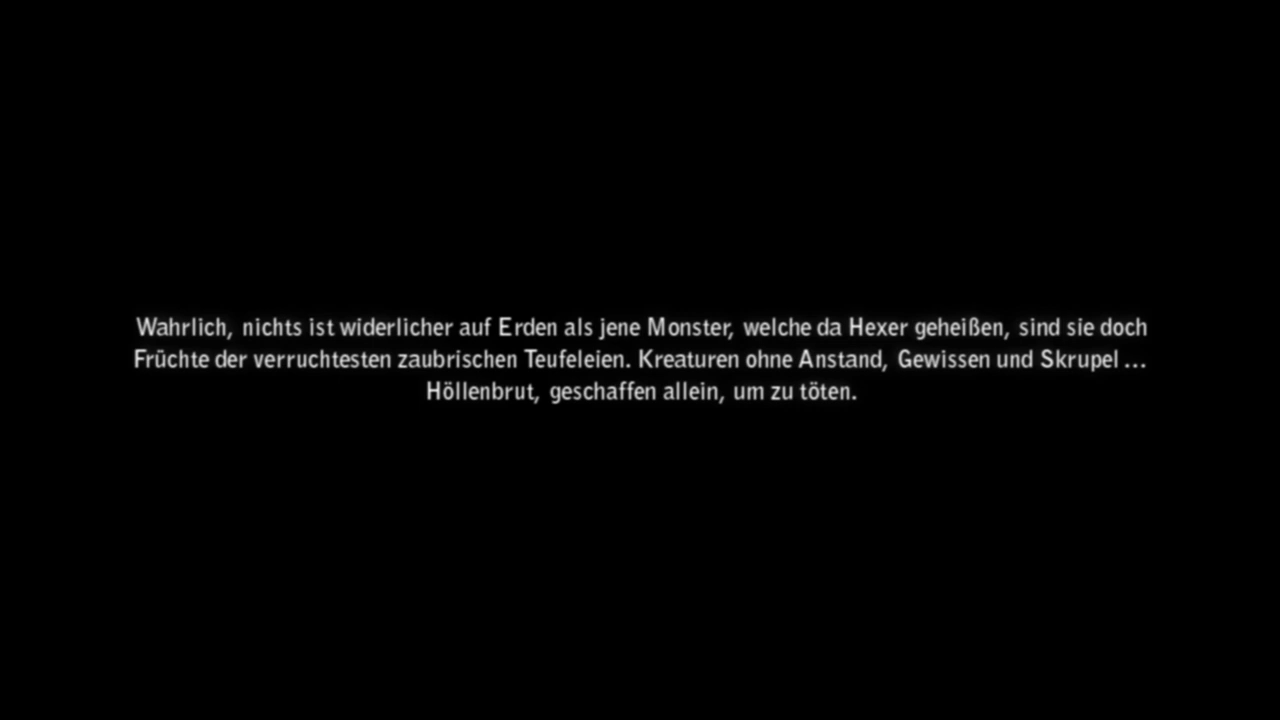 Wahrlich, nichts ist widerlicher auf Erden als jene Monster, welche da Hexer geheißen, sind sie doch
Früchte der verruchtesten zaubrischen Teufeleien. Kreaturen ohne Anstand, Gewissen und Skrupel ...
Höllenbrut, geschaffen allein, um zu töten.